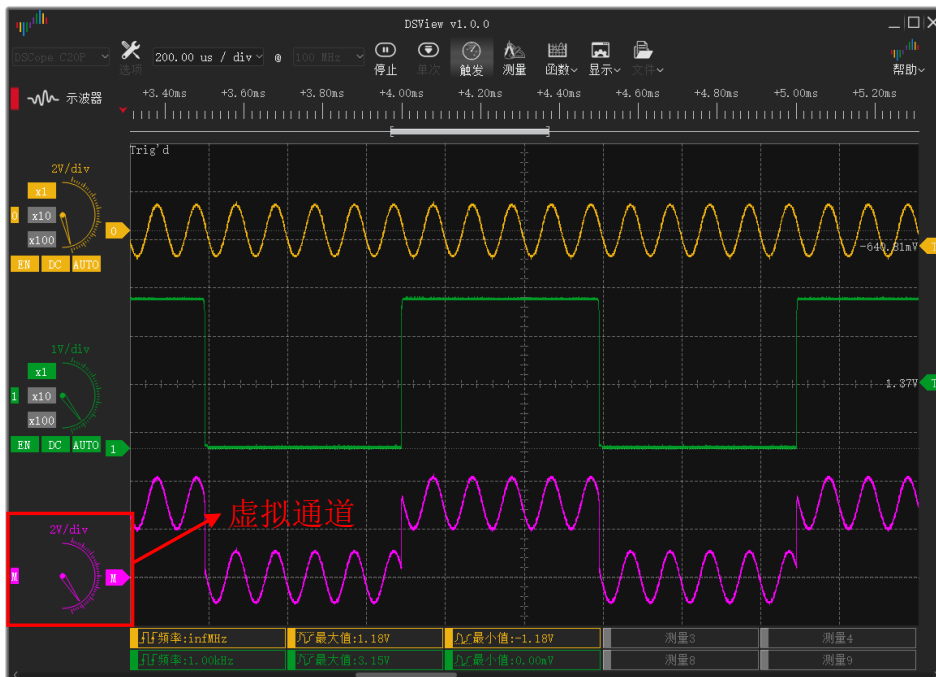 DSView v1.0.0
DSCope C20P 200.00 us / div @ 100 MHz
选项 停止 单次 触发 测量 函数 显示 文件 帮助
示波器
+3.40ms +3.60ms +3.80ms +4.00ms +4.20ms +4.40ms +4.60ms +4.80ms +5.00ms +5.20ms
Trig'd
2V/div
x1
0 x10
x100
0
EN DC AUTO
-640.81mV T
1V/div
x1
1 x10
x100
EN DC AUTO 1
1.37V T
虚拟通道
2V/div
M M
频率:infMHz 最大值:1.18V 最小值:-1.18V 测量3 测量4
频率:1.00kHz 最大值:3.15V 最小值:0.00mV 测量8 测量9